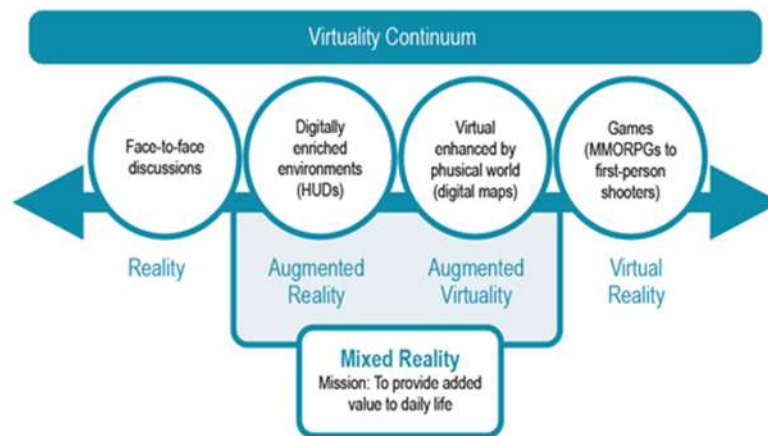 Virtuality Continuum
Face-to-face
discussions
Digitally
enriched
environments
(HUDs)
Virtual
enhanced by
phusical world
(digital maps)
Games
(MMORPGs to
first-person
shooters)
Reality
Augmented
Reality
Augmented
Virtuality
Virtual
Reality
Mixed Reality
Mission: To provide added
value to daily life